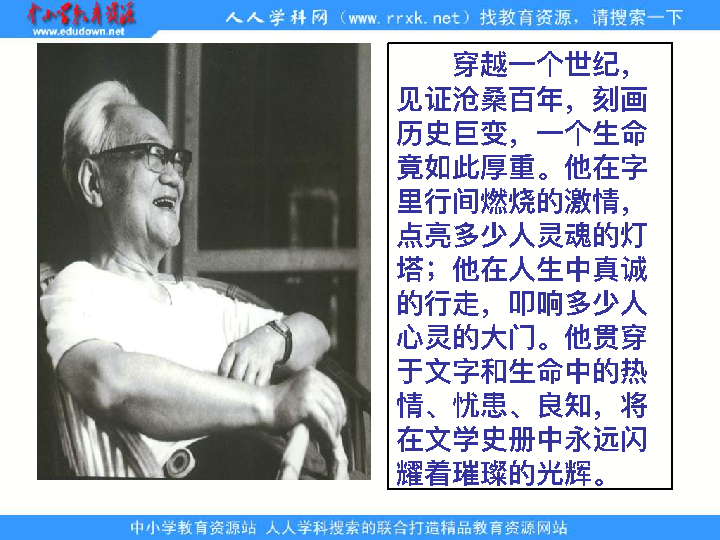 中小学教育资源
www.edudown.net
人人学科网（www.rrxk.net）找教育资源，请搜索一下
穿越一个世纪，
见证沧桑百年，刻画
历史巨变，一个生命
竟如此厚重。他在字
里行间燃烧的激情，
点亮多少人灵魂的灯
塔；他在人生中真诚
的行走，叩响多少人
心灵的大门。他贯穿
于文字和生命中的热
情、忧患、良知，将
在文学史册中永远闪
耀着璀璨的光辉。
中小学教育资源站 人人学科搜索的联合打造精品教育资源网站